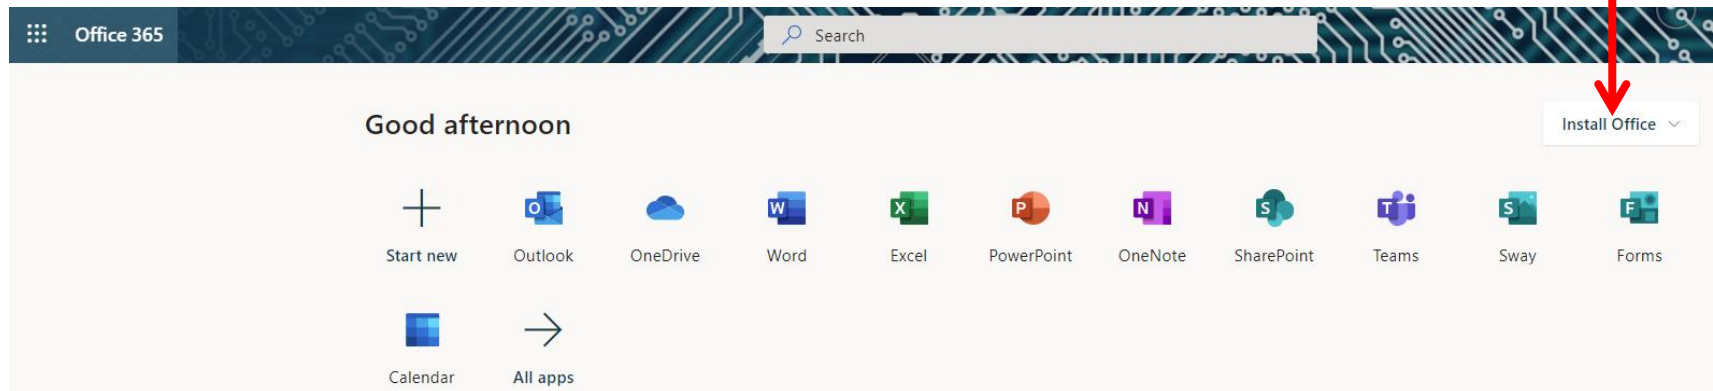 Office 365
Search
Good afternoon
Install Office
Start new
O
Outlook
OneDrive
W
Word
X
Excel
P
PowerPoint
N
OneNote
S
SharePoint
T
Teams
S
Sway
F
Forms
Calendar
All apps